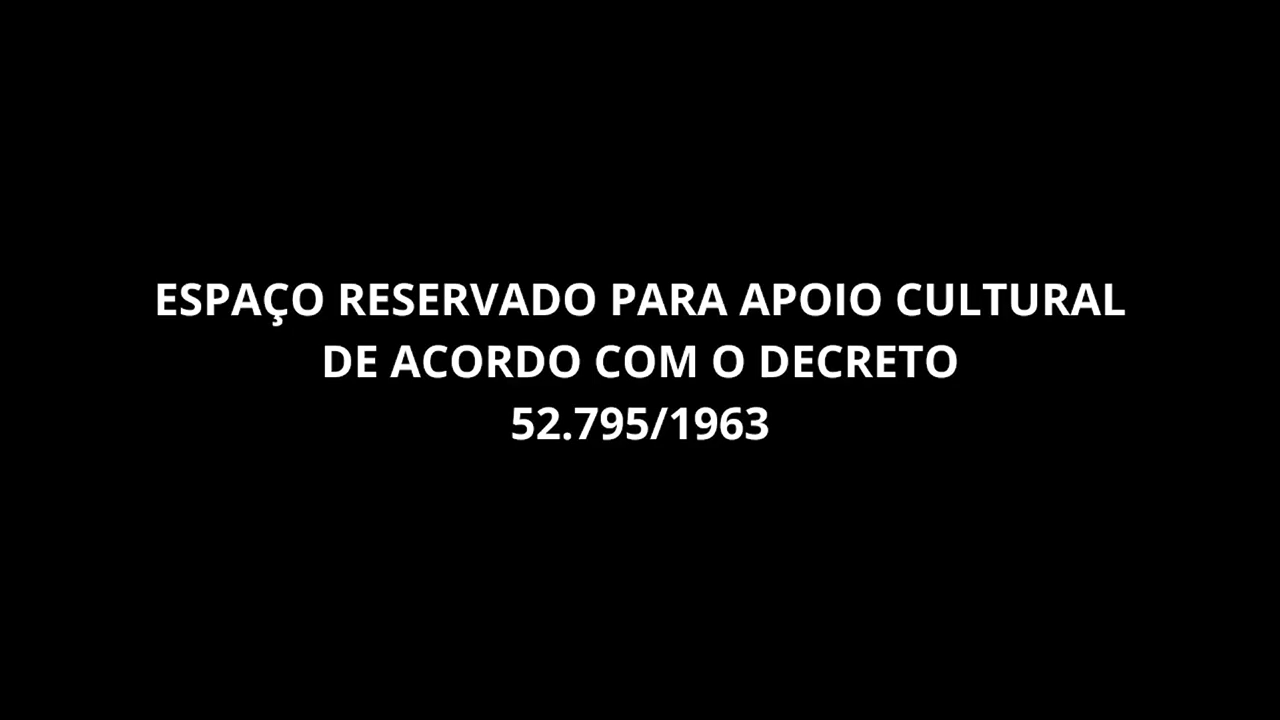 ESPAÇO RESERVADO PARA APOIO CULTURAL
DE ACORDO COM O DECRETO
52.795/1963